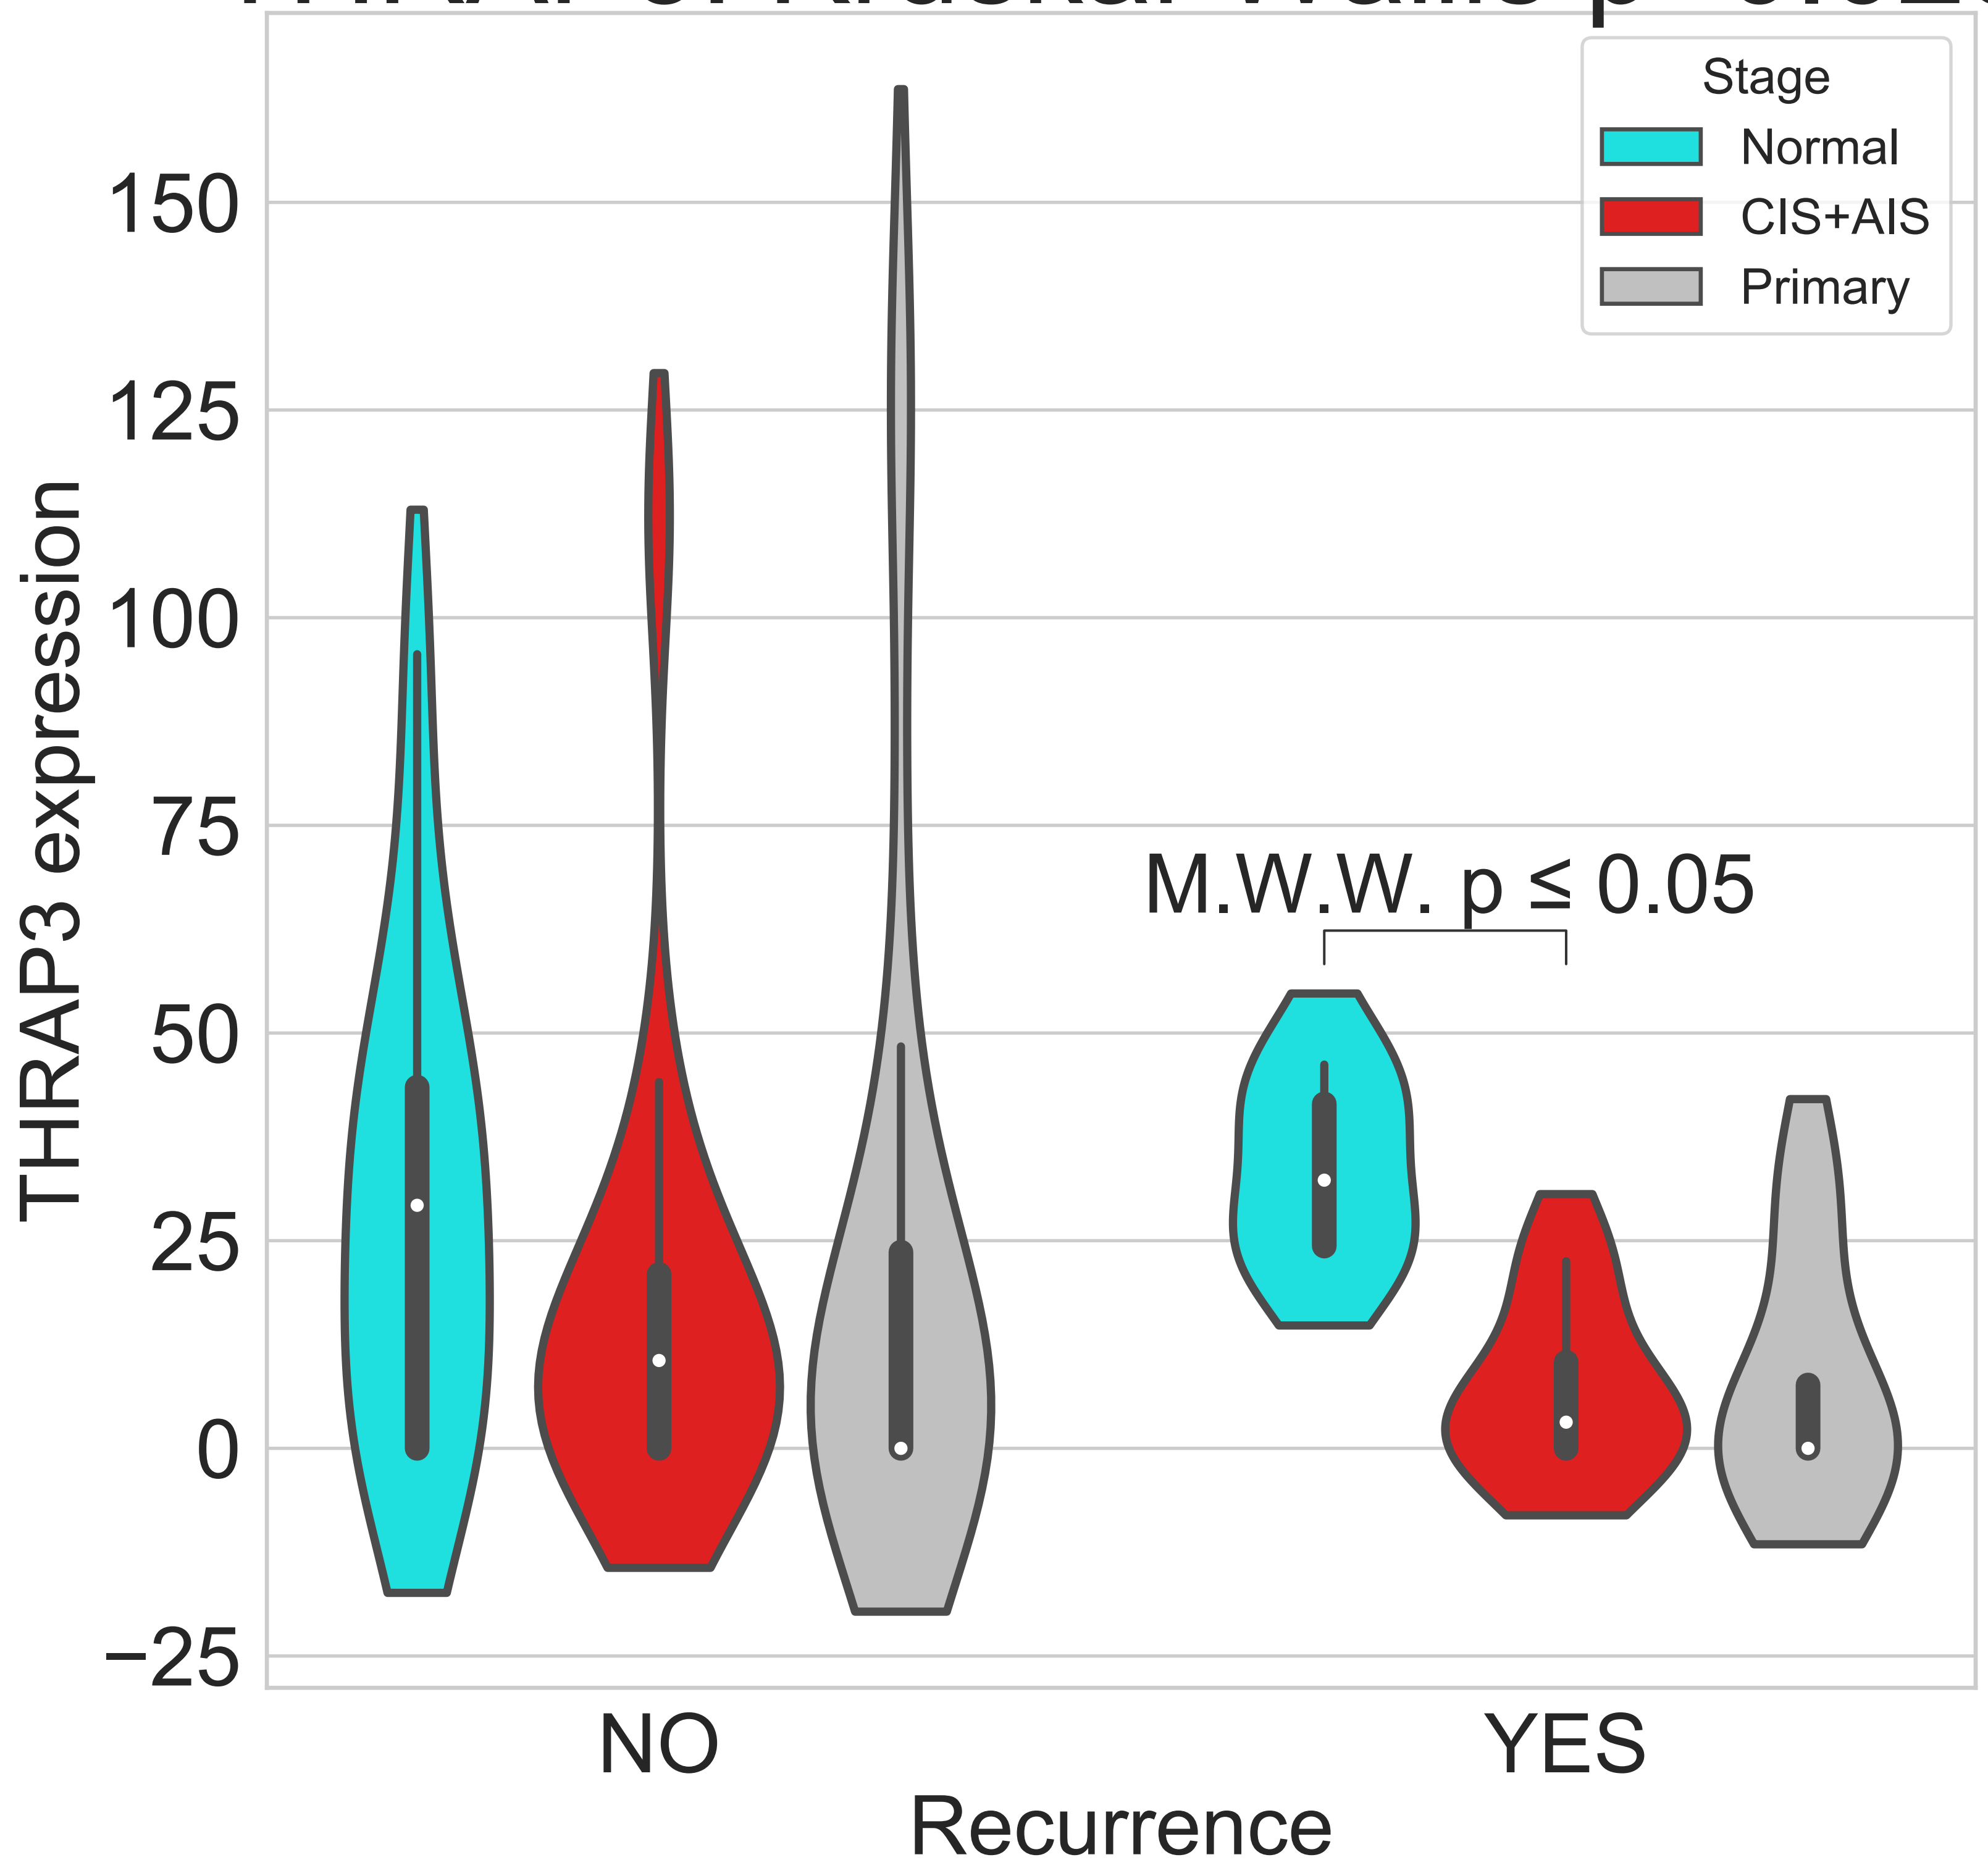 Stage
Normal
CIS+AIS
Primary
150
125
100
75
50
25
0
−25
THRAP3 expression
M.W.W. p ≤ 0.05
NO
YES
Recurrence